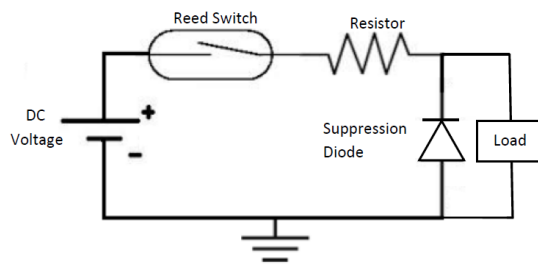 Reed Switch
Resistor
DC
Voltage
+
-
Suppression
Diode
Load